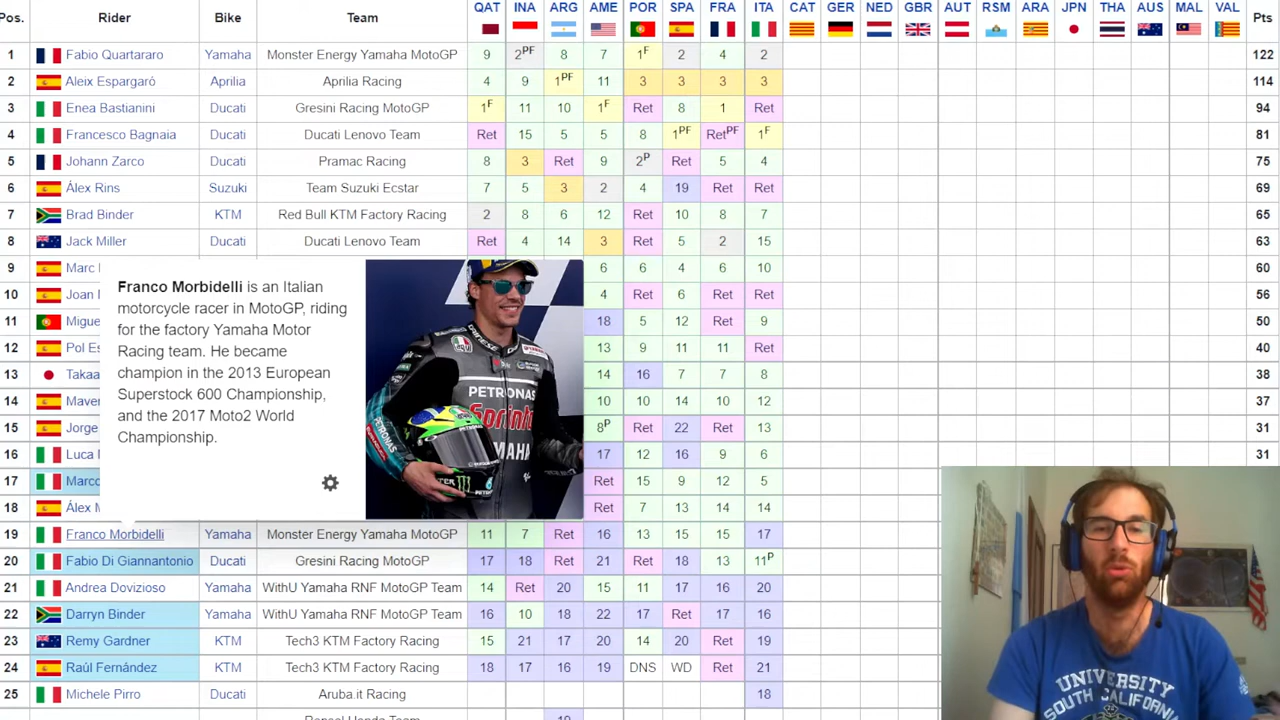 Pos. Rider Bike Team QAT INA ARG AME POR SPA FRA ITA CAT GER NED GBR AUT RSM ARA JPN THA AUS MAL VAL Pts
1 Fabio Quartararo Yamaha Monster Energy Yamaha MotoGP 9 2PF 8 7 1F 2 4 2 122
2 Aleix Espargaró Aprilia Aprilia Racing 4 9 1PF 11 3 3 3 3 114
3 Enea Bastianini Ducati Gresini Racing MotoGP 1F 11 10 1F Ret 8 1 Ret 94
4 Francesco Bagnaia Ducati Ducati Lenovo Team Ret 15 5 5 8 1PF RetPF 1F 81
5 Johann Zarco Ducati Pramac Racing 8 3 Ret 9 2P Ret 5 4 75
6 Álex Rins Suzuki Team Suzuki Ecstar 7 5 3 2 4 19 Ret Ret 69
7 Brad Binder KTM Red Bull KTM Factory Racing 2 8 6 12 Ret 10 8 7 65
8 Jack Miller Ducati Ducati Lenovo Team Ret 4 14 3 Ret 5 2 15 63
9 Marc 6 6 4 6 10 60
10 Joan 4 Ret 6 Ret Ret 56
11 Migue 18 5 12 Ret 9 50
12 Pol Es 13 9 11 11 Ret 40
13 Takaa 14 16 7 7 8 38
14 Maver 10 10 14 10 12 37
15 Jorge 8P Ret 22 Ret 13 31
16 Luca 17 12 16 9 6 31
17 Marco Ret 15 9 12 5
18 Álex M Ret 7 13 14 14
Franco Morbidelli is an Italian
motorcycle racer in MotoGP, riding
for the factory Yamaha Motor
Racing team. He became
champion in the 2013 European
Superstock 600 Championship,
and the 2017 Moto2 World
Championship.
PETRONAS
Sprinta
YAMAHA
19 Franco Morbidelli Yamaha Monster Energy Yamaha MotoGP 11 7 Ret 16 13 15 15 17
20 Fabio Di Giannantonio Ducati Gresini Racing MotoGP 17 18 Ret 21 Ret 18 13 11P
21 Andrea Dovizioso Yamaha WithU Yamaha RNF MotoGP Team 14 Ret 20 15 11 17 16 20
22 Darryn Binder Yamaha WithU Yamaha RNF MotoGP Team 16 10 18 22 17 Ret 17 16
23 Remy Gardner KTM Tech3 KTM Factory Racing 15 21 17 20 14 20 Ret 19
24 Raúl Fernández KTM Tech3 KTM Factory Racing 18 17 16 19 DNS WD Ret 21
25 Michele Pirro Ducati Aruba.it Racing 18
UNIVERSITY
SOUTH CALIFORNIA